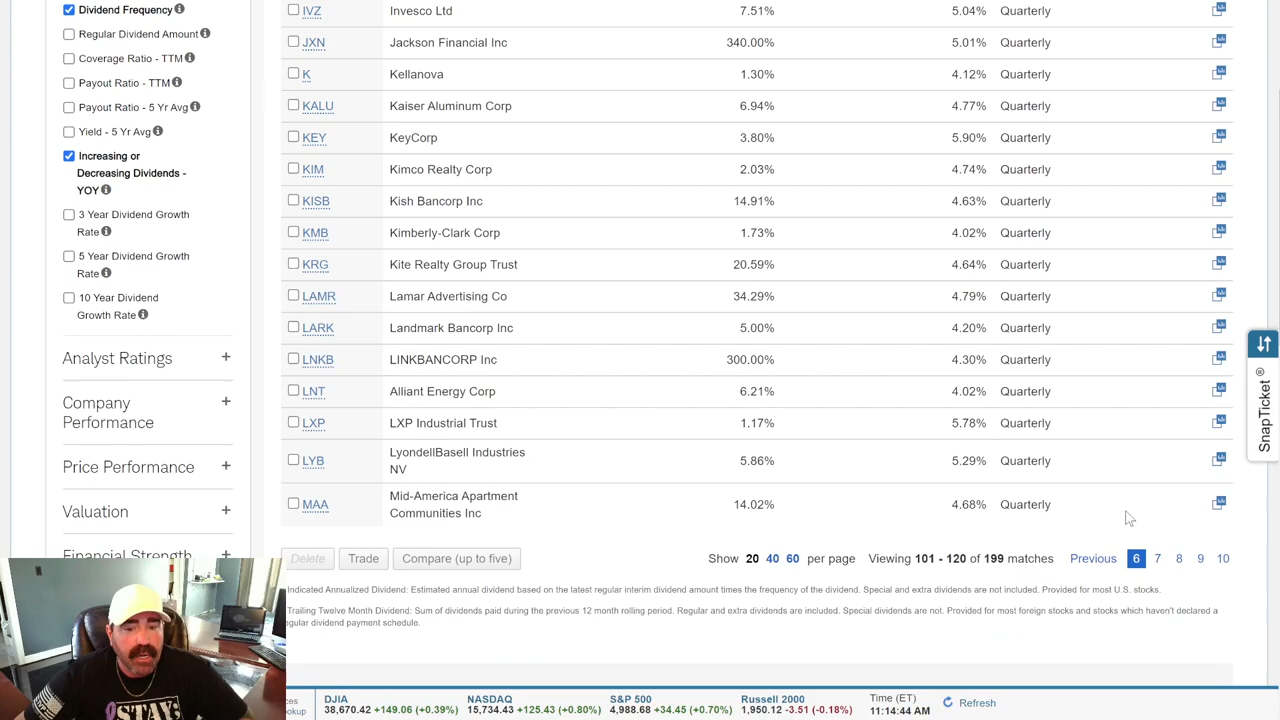 Dividend Frequency
Regular Dividend Amount
Coverage Ratio - TTM
Payout Ratio - TTM
Payout Ratio - 5 Yr Avg
Yield - 5 Yr Avg
Increasing or
Decreasing Dividends -
YOY
3 Year Dividend Growth
Rate
5 Year Dividend Growth
Rate
10 Year Dividend
Growth Rate
Analyst Ratings +
Company
Performance +
Price Performance +
Valuation +
Financial Strength
IVZ Invesco Ltd 7.51% 5.04% Quarterly
JXN Jackson Financial Inc 340.00% 5.01% Quarterly
K Kellanova 1.30% 4.12% Quarterly
KALU Kaiser Aluminum Corp 6.94% 4.77% Quarterly
KEY KeyCorp 3.80% 5.90% Quarterly
KIM Kimco Realty Corp 2.03% 4.74% Quarterly
KISB Kish Bancorp Inc 14.91% 4.63% Quarterly
KMB Kimberly-Clark Corp 1.73% 4.02% Quarterly
KRG Kite Realty Group Trust 20.59% 4.64% Quarterly
LAMR Lamar Advertising Co 34.29% 4.79% Quarterly
LARK Landmark Bancorp Inc 5.00% 4.20% Quarterly
LNKB LINKBANCORP Inc 300.00% 4.30% Quarterly
LNT Alliant Energy Corp 6.21% 4.02% Quarterly
LXP LXP Industrial Trust 1.17% 5.78% Quarterly
LyondellBasell Industries
LYB NV 5.86% 5.29% Quarterly
Mid-America Apartment
MAA Communities Inc 14.02% 4.68% Quarterly
Delete Trade Compare (up to five) Show 20 40 60 per page Viewing 101 - 120 of 199 matches Previous 6 7 8 9 10
Indicated Annualized Dividend: Estimated annual dividend based on the latest regular interim dividend amount times the frequency of the dividend. Special and extra dividends are not included. Provided for most U.S. stocks.
Trailing Twelve Month Dividend: Sum of dividends paid during the previous 12 month rolling period. Regular and extra dividends are included. Special dividends are not. Provided for most foreign stocks and stocks which haven't declared a
egular dividend payment schedule.
SnapTicket®
DJIA NASDAQ S&P 500 Russell 2000 Time (ET)
38,670.42 +149.06 (+0.39%) 15,734.43 +125.43 (+0.80%) 4,988.68 +34.45 (+0.70%) 1,950.12 -3.51 (-0.18%) 11:14:44 AM
Refresh